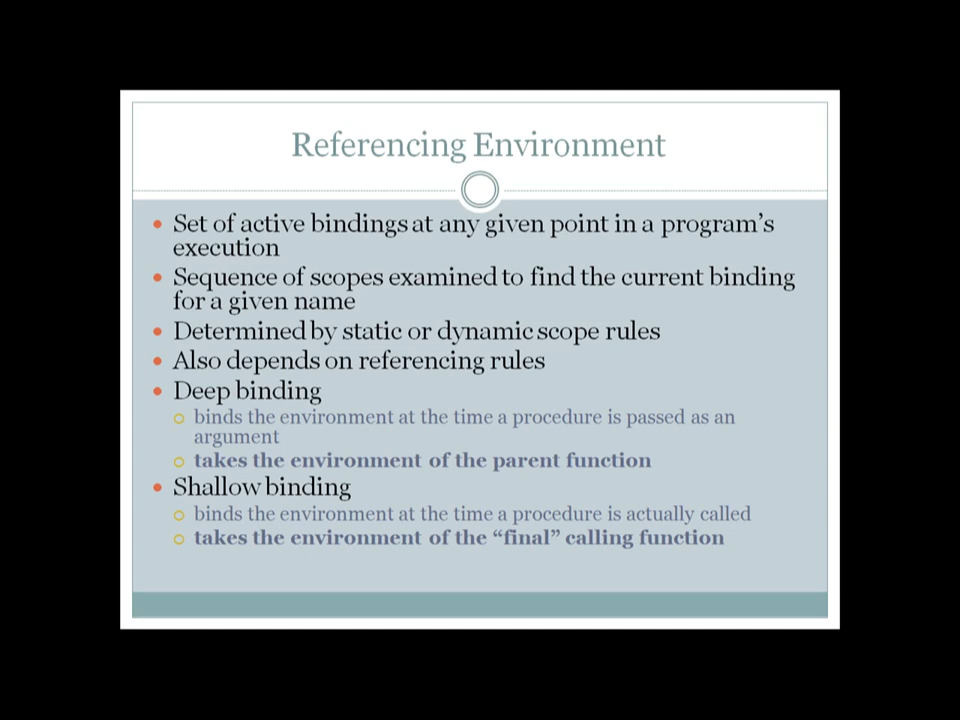 Referencing Environment
Set of active bindings at any given point in a program's
execution
Sequence of scopes examined to find the current binding
for a given name
Determined by static or dynamic scope rules
Also depends on referencing rules
Deep binding
binds the environment at the time a procedure is passed as an
argument
takes the environment of the parent function
Shallow binding
binds the environment at the time a procedure is actually called
takes the environment of the “final” calling function